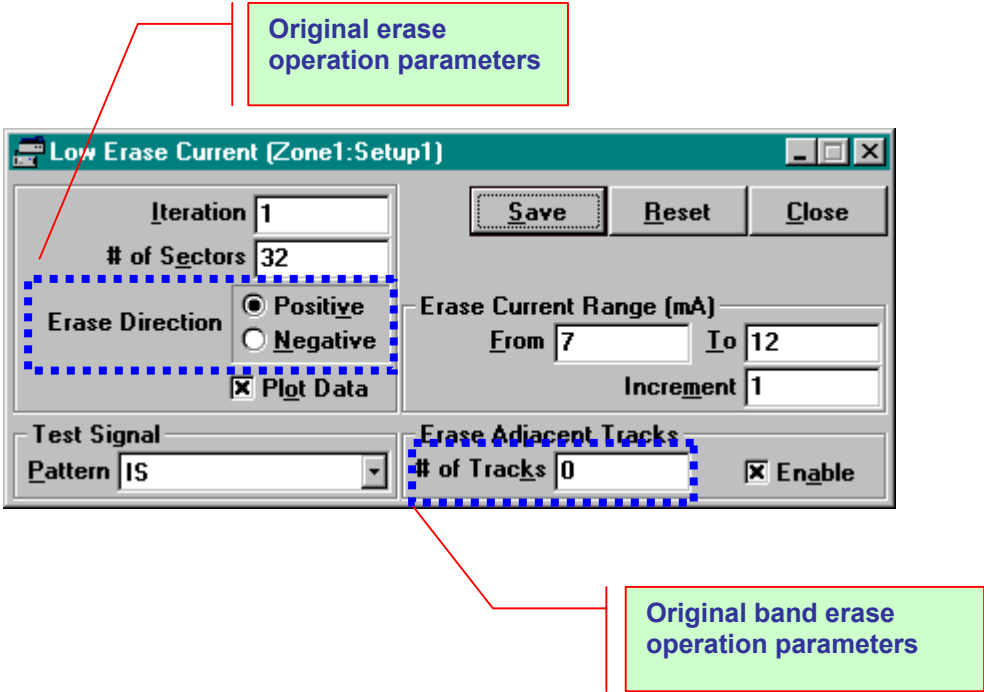 Original erase
operation parameters
Low Erase Current (Zone1:Setup1)
Iteration 1
Save Reset Close
# of Sectors 32
Erase Direction
Positive
Negative
Erase Current Range (mA)
From 7 To 12
Plot Data
Increment 1
Test Signal
Pattern IS
Erase Adjacent Tracks
# of Tracks 0
Enable
Original band erase
operation parameters